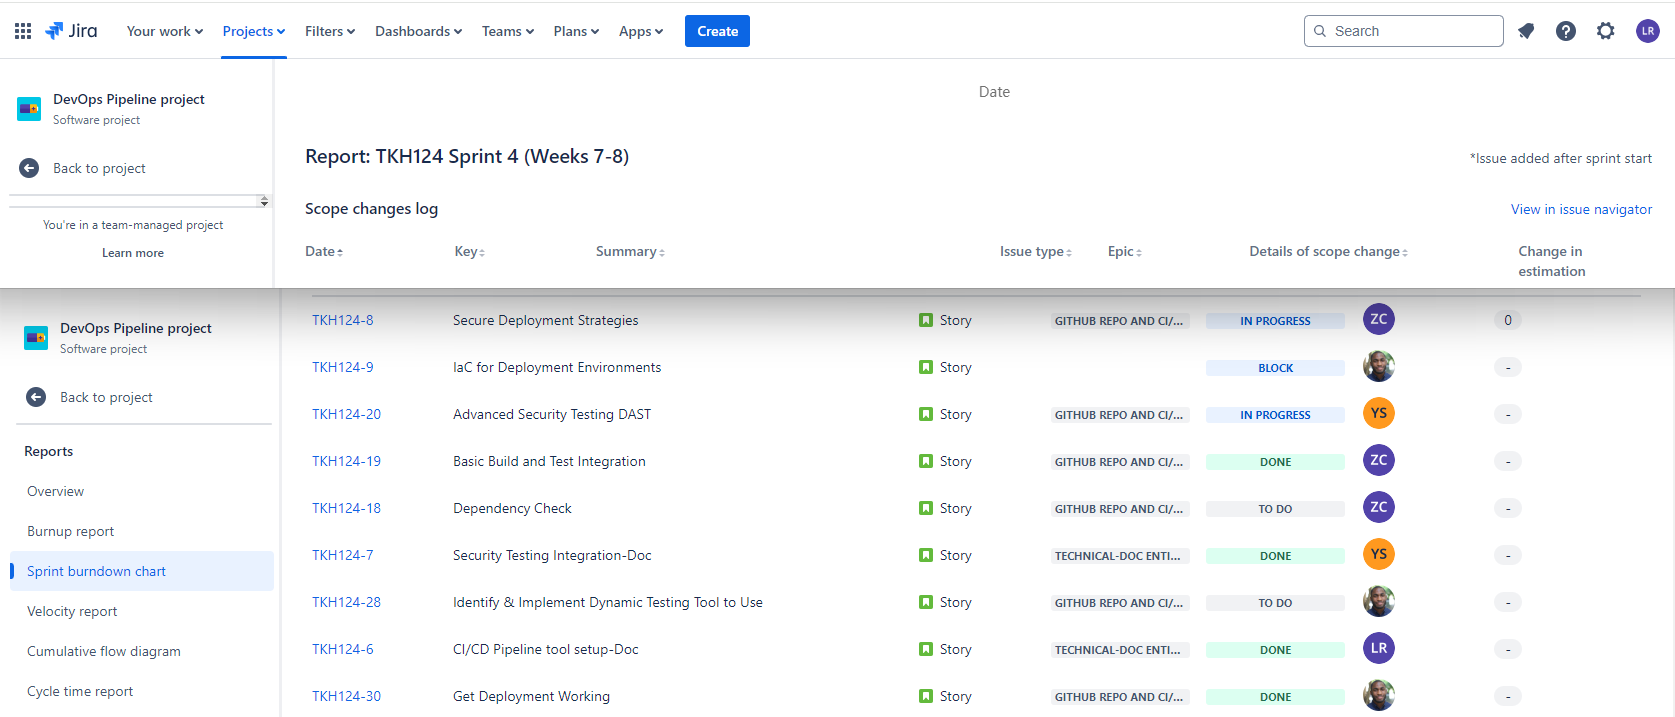 Jira Your work Projects Filters Dashboards Teams Plans Apps Create Search LR
DevOps Pipeline project
Software project
Back to project
You're in a team-managed project
Learn more
Date
Report: TKH124 Sprint 4 (Weeks 7-8)
*Issue added after sprint start
Scope changes log
View in issue navigator
Date Key Summary Issue type Epic Details of scope change Change in
estimation
DevOps Pipeline project
Software project
Back to project
Reports
Overview
Burnup report
Sprint burndown chart
Velocity report
Cumulative flow diagram
Cycle time report
TKH124-8 Secure Deployment Strategies Story GITHUB REPO AND CI/... IN PROGRESS ZC 0
TKH124-9 IaC for Deployment Environments Story BLOCK -
TKH124-20 Advanced Security Testing DAST Story GITHUB REPO AND CI/... IN PROGRESS YS -
TKH124-19 Basic Build and Test Integration Story GITHUB REPO AND CI/... DONE ZC -
TKH124-18 Dependency Check Story GITHUB REPO AND CI/... TO DO ZC -
TKH124-7 Security Testing Integration-Doc Story TECHNICAL-DOC ENTI... DONE YS -
TKH124-28 Identify & Implement Dynamic Testing Tool to Use Story GITHUB REPO AND CI/... TO DO -
TKH124-6 CI/CD Pipeline tool setup-Doc Story TECHNICAL-DOC ENTI... DONE LR -
TKH124-30 Get Deployment Working Story GITHUB REPO AND CI/... DONE -